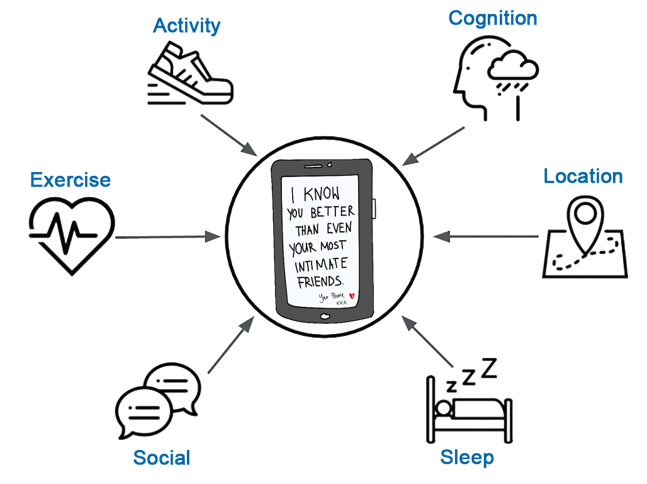 Activity
Cognition
Exercise
Location
I KNOW
YOU BETTER
THAN EVEN
YOUR MOST
INTIMATE
FRIENDS.
Your Phone
xxx
z Z Z
Social
Sleep